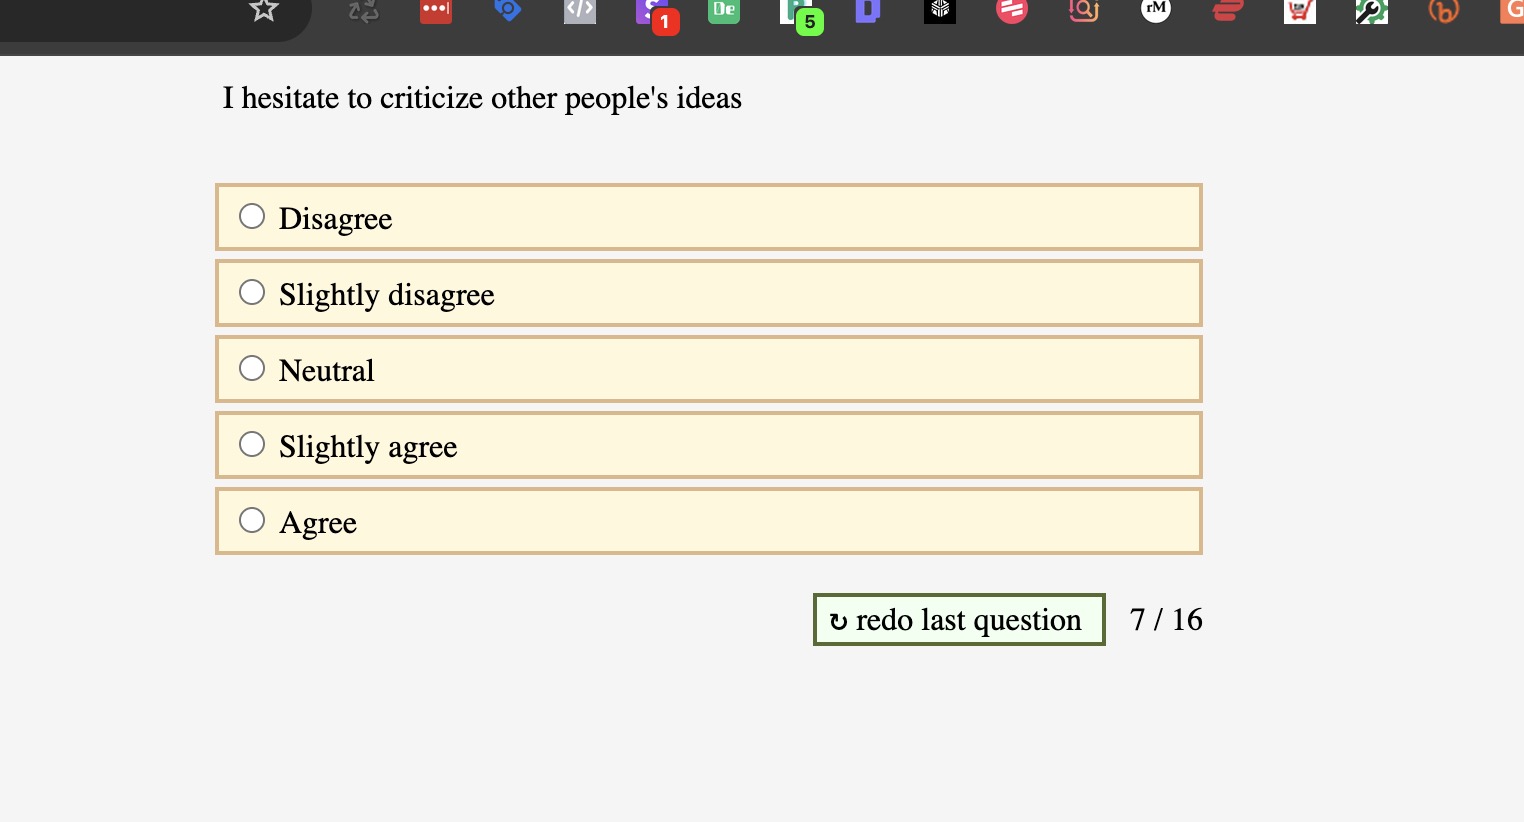 1
De
5
rM
I hesitate to criticize other people's ideas
Disagree
Slightly disagree
Neutral
Slightly agree
Agree
↻ redo last question
7 / 16